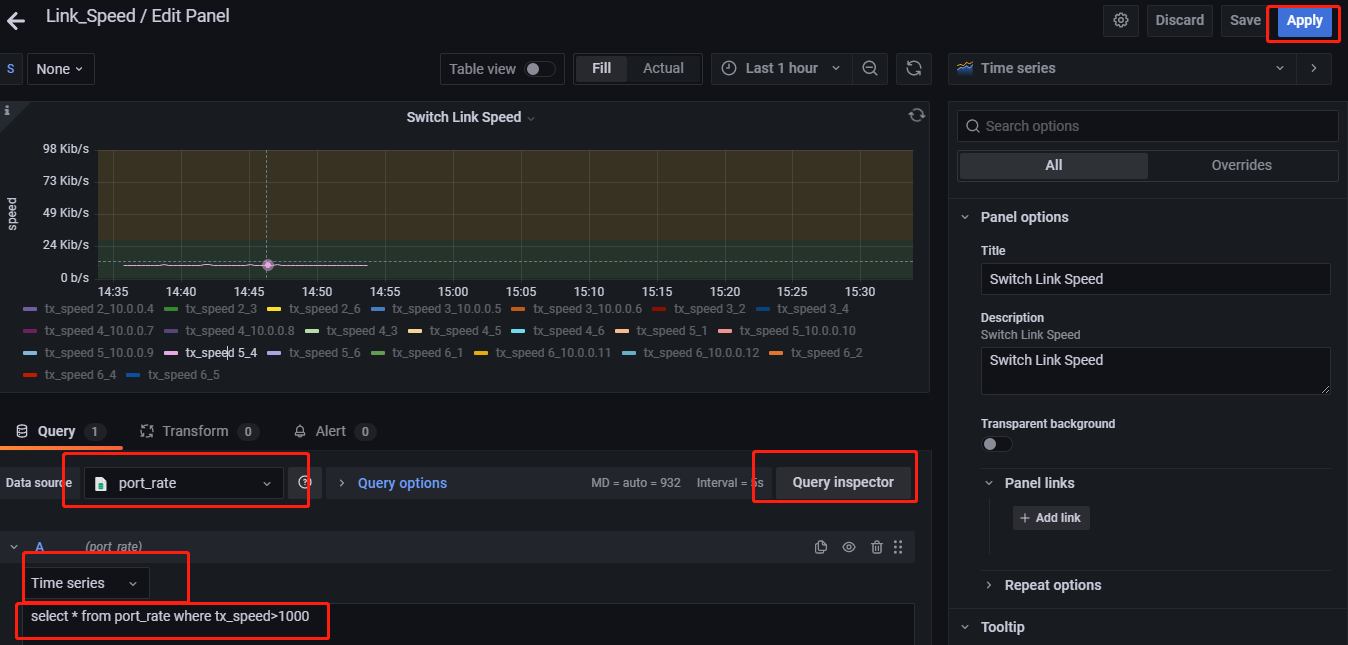 Link_Speed / Edit Panel
Discard
Save
Apply
S
None
Table view
Fill
Actual
Last 1 hour
Time series
Switch Link Speed
Search options
All
Overrides
98 Kib/s
73 Kib/s
49 Kib/s
24 Kib/s
0 b/s
speed
14:35 14:40 14:45 14:50 14:55 15:00 15:05 15:10 15:15 15:20 15:25 15:30
tx_speed 2_10.0.0.4 tx_speed 2_3 tx_speed 2_6 tx_speed 3_10.0.0.5 tx_speed 3_10.0.0.6 tx_speed 3_2 tx_speed 3_4
tx_speed 4_10.0.0.7 tx_speed 4_10.0.0.8 tx_speed 4_3 tx_speed 4_5 tx_speed 4_6 tx_speed 5_1 tx_speed 5_10.0.0.10
tx_speed 5_10.0.0.9 tx_speed 5_4 tx_speed 5_6 tx_speed 6_1 tx_speed 6_10.0.0.11 tx_speed 6_10.0.0.12 tx_speed 6_2
tx_speed 6_4 tx_speed 6_5
Panel options
Title
Switch Link Speed
Description
Switch Link Speed
Switch Link Speed
Transparent background
Panel links
+ Add link
Repeat options
Tooltip
Query 1
Transform 0
Alert 0
Data source
port_rate
Query options
MD = auto = 932 Interval = 5s
Query inspector
A (port_rate)
Time series
select * from port_rate where tx_speed>1000